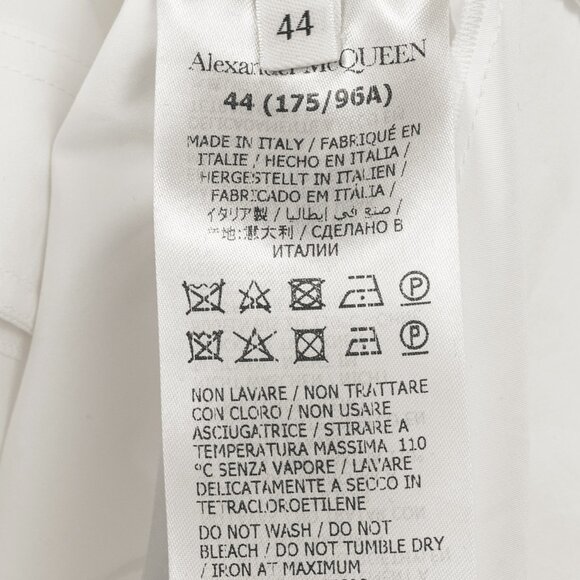 44
Alexander McQUEEN
44 (175/96A)
MADE IN ITALY / FABRIQUÉ EN
ITALIE / HECHO EN ITALIA /
HERGESTELLT IN ITALIEN /
FABRICADO EM ITÁLIA /
イタリア製 / صنع في إيطاليا /
地:意大利 / СДЕЛАНО В
ИТАЛИИ
P
P
NON LAVARE / NON TRATTARE
CON CLORO / NON USARE
ASCIUGATRICE / STIRARE A
TEMPERATURA MASSIMA 110
°C SENZA VAPORE / LAVARE
DELICATAMENTE A SECCO IN
TETRACLOROETILENE
DO NOT WASH / DO NOT
BLEACH / DO NOT TUMBLE DRY
/ IRON AT MAXIMUM